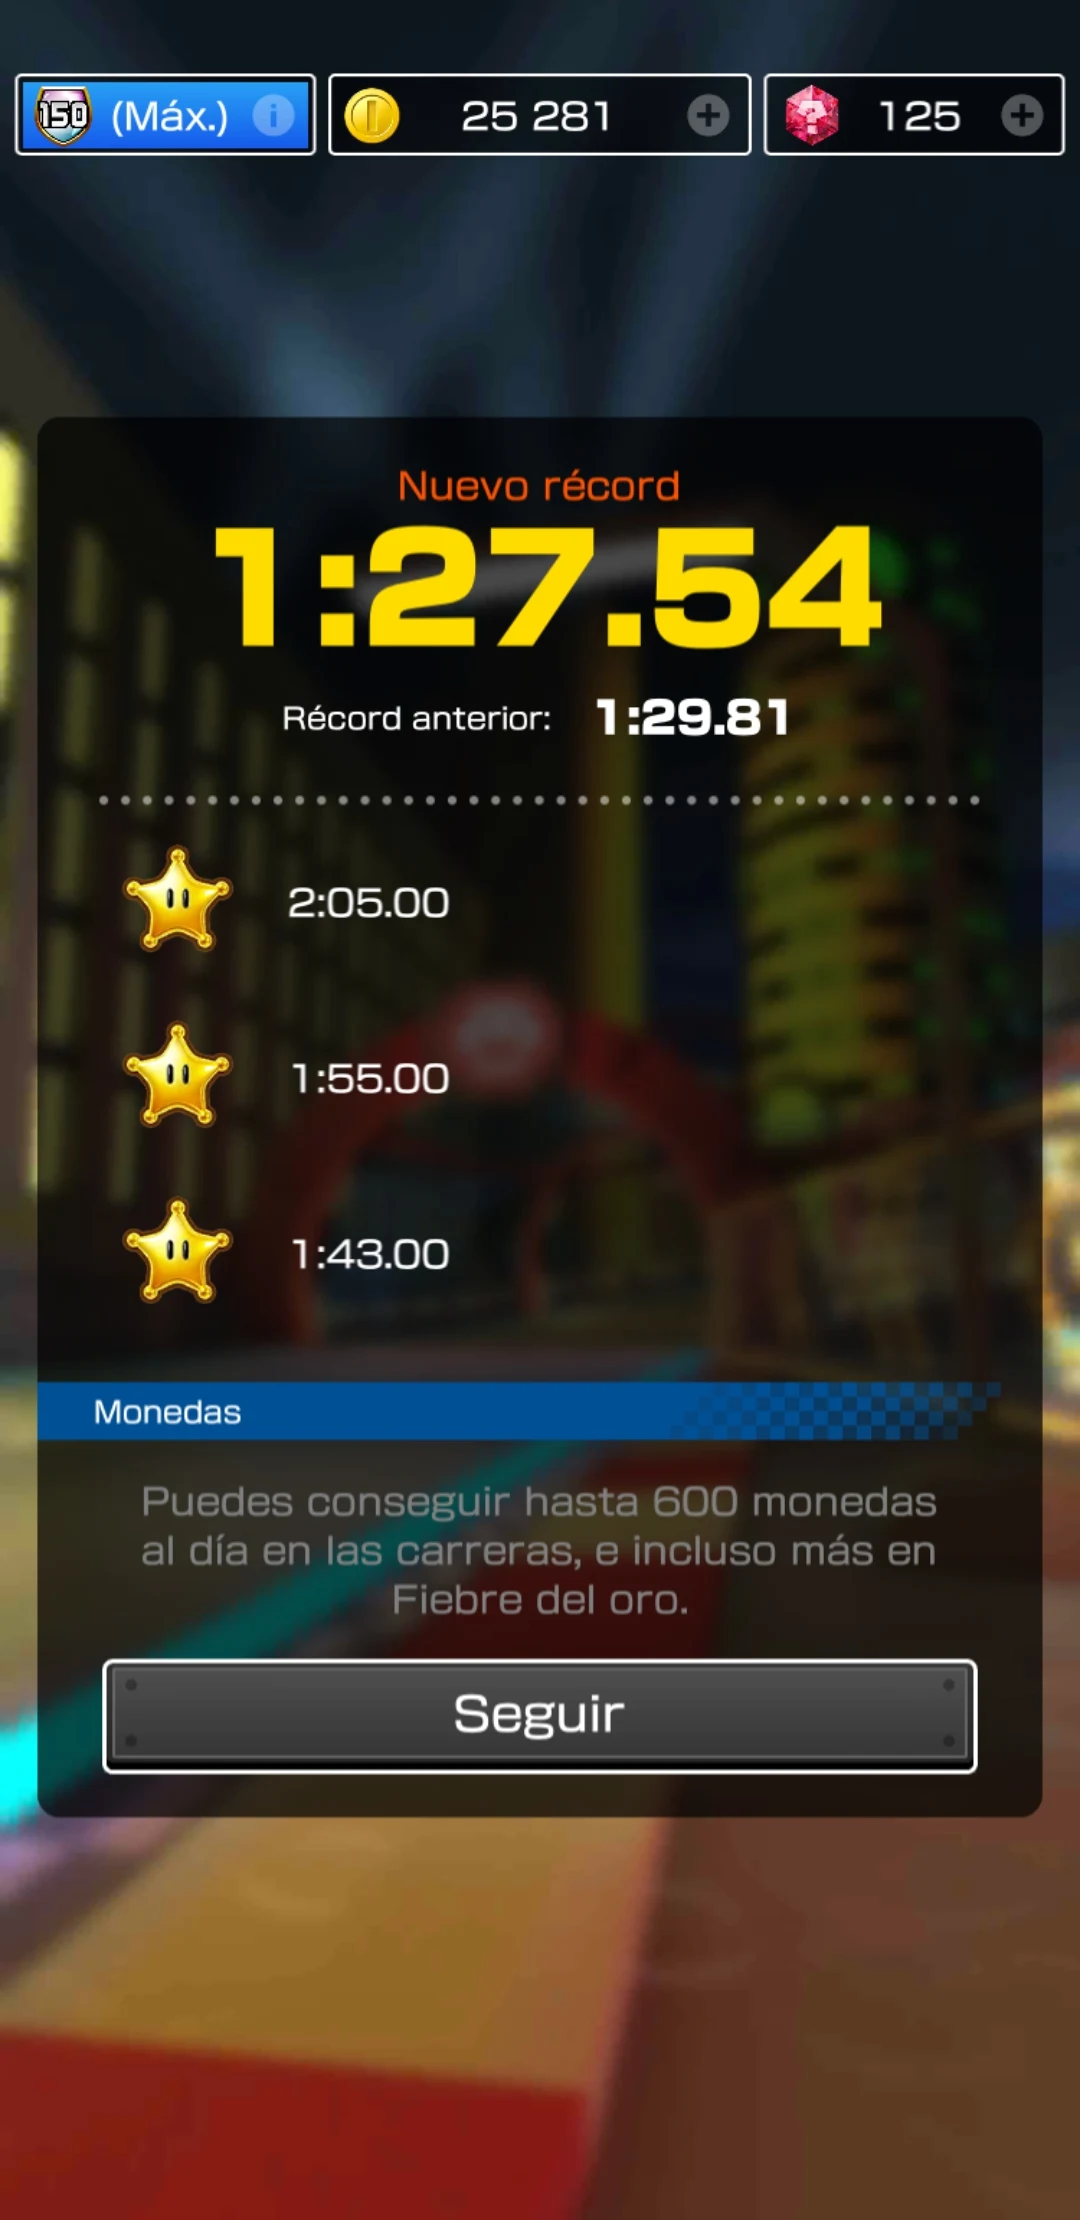 150 (Máx.) i 25 281 + 125 +
Nuevo récord
1:27.54
Récord anterior: 1:29.81
2:05.00
1:55.00
1:43.00
Monedas
Puedes conseguir hasta 600 monedas
al día en las carreras, e incluso más en
Fiebre del oro.
Seguir